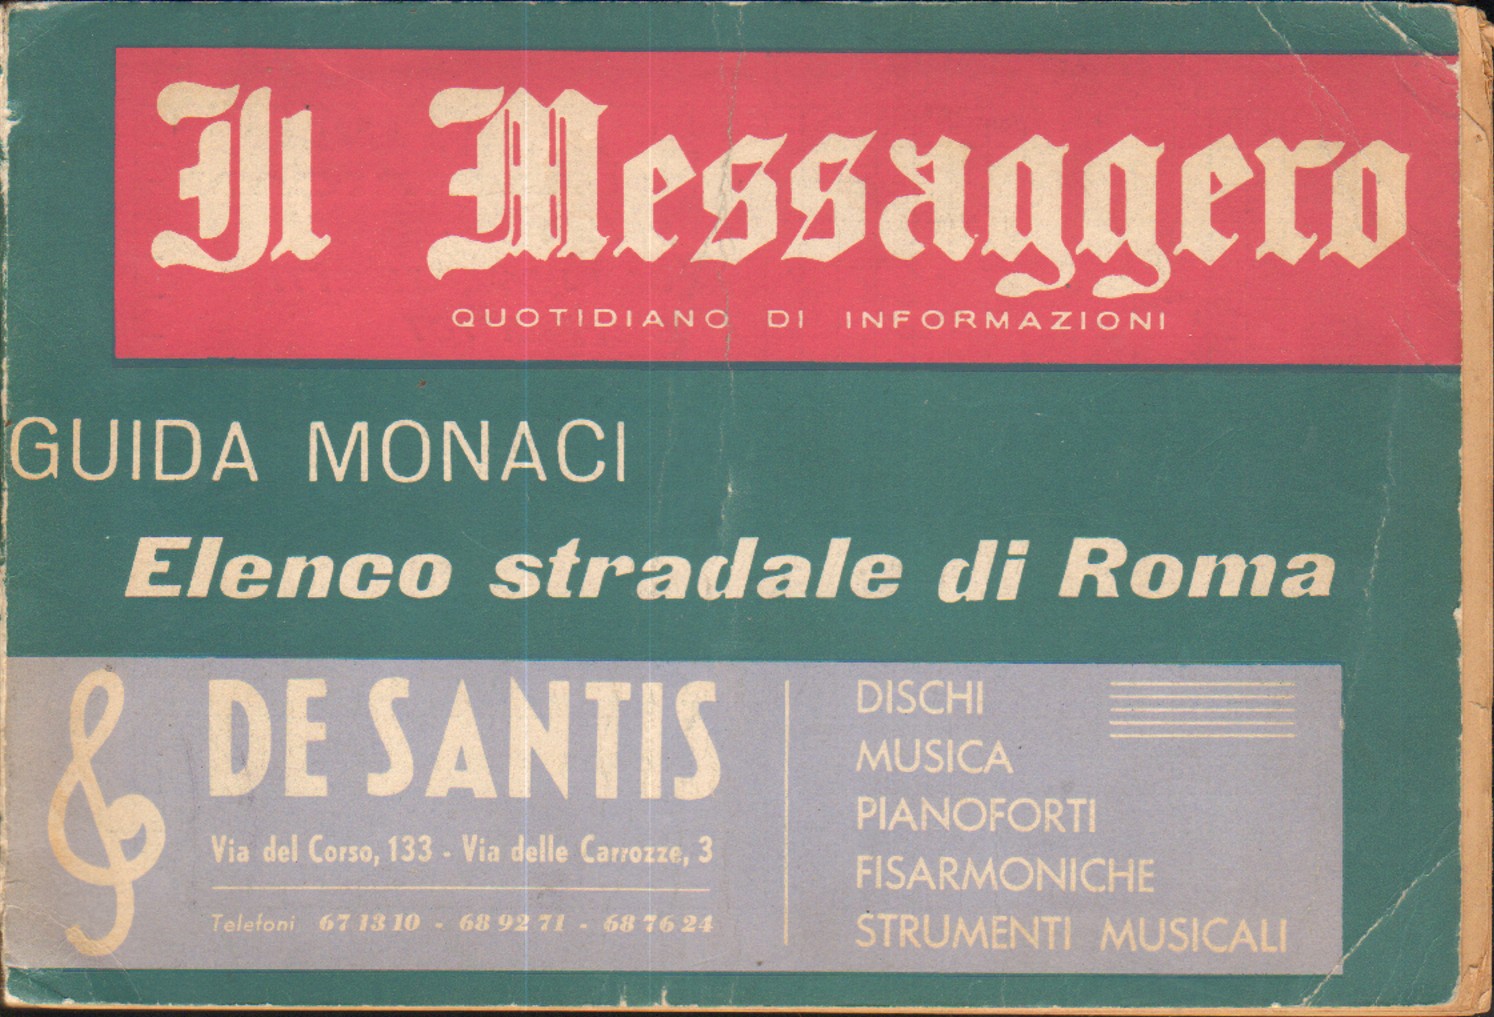 Il Messaggero
QUOTIDIANO DI INFORMAZIONI
GUIDA MONACI
Elenco stradale di Roma
DE SANTIS
Via del Corso, 133 - Via delle Carrozze, 3
Telefoni 67 13 10 - 68 92 71 - 68 76 24
DISCHI
MUSICA
PIANOFORTI
FISARMONICHE
STRUMENTI MUSICALI